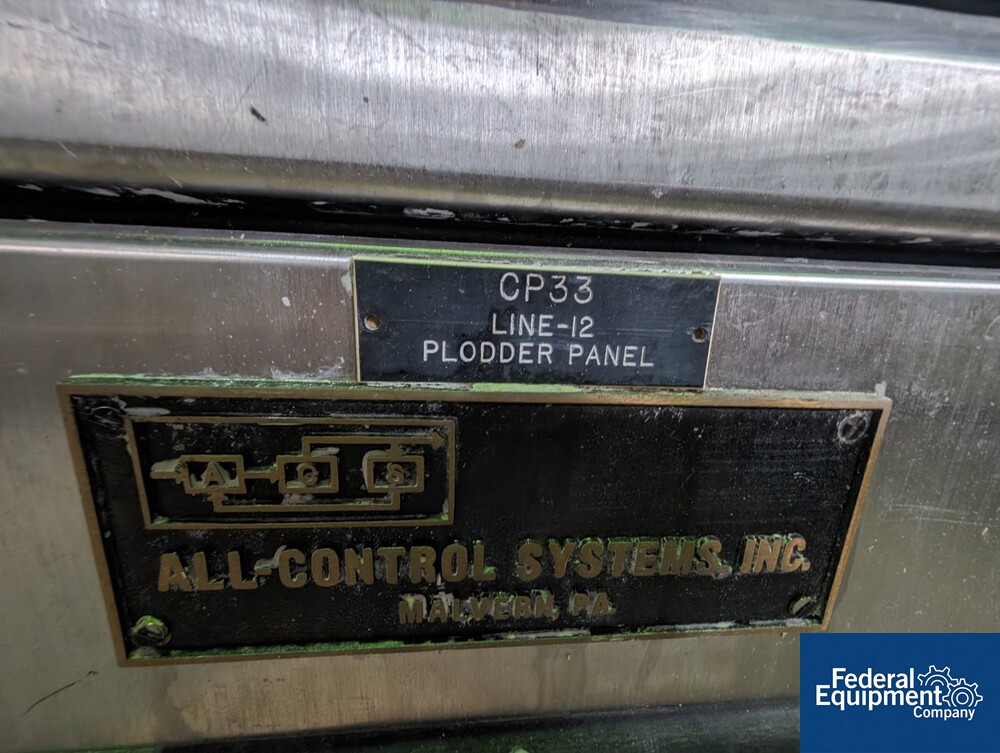 CP33
LINE-12
PLODDER PANEL
A C S
ALL-CONTROL SYSTEMS, INC.
MALVERN, PA.
Federal
Equipment
Company